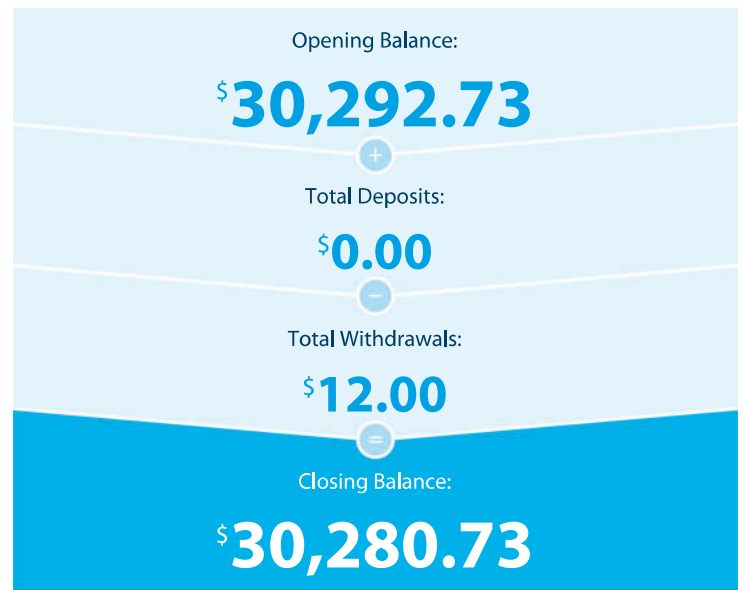 Opening Balance:
$30,292.73
+
Total Deposits:
$0.00
-
Total Withdrawals:
$12.00
=
Closing Balance:
$30,280.73